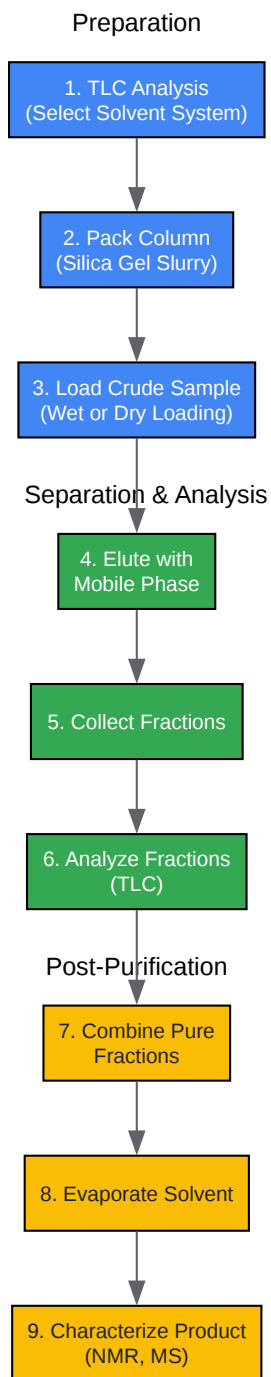 Preparation
1. TLC Analysis
(Select Solvent System)
2. Pack Column
(Silica Gel Slurry)
3. Load Crude Sample
(Wet or Dry Loading)
Separation & Analysis
4. Elute with
Mobile Phase
5. Collect Fractions
6. Analyze Fractions
(TLC)
Post-Purification
7. Combine Pure
Fractions
8. Evaporate Solvent
9. Characterize Product
(NMR, MS)